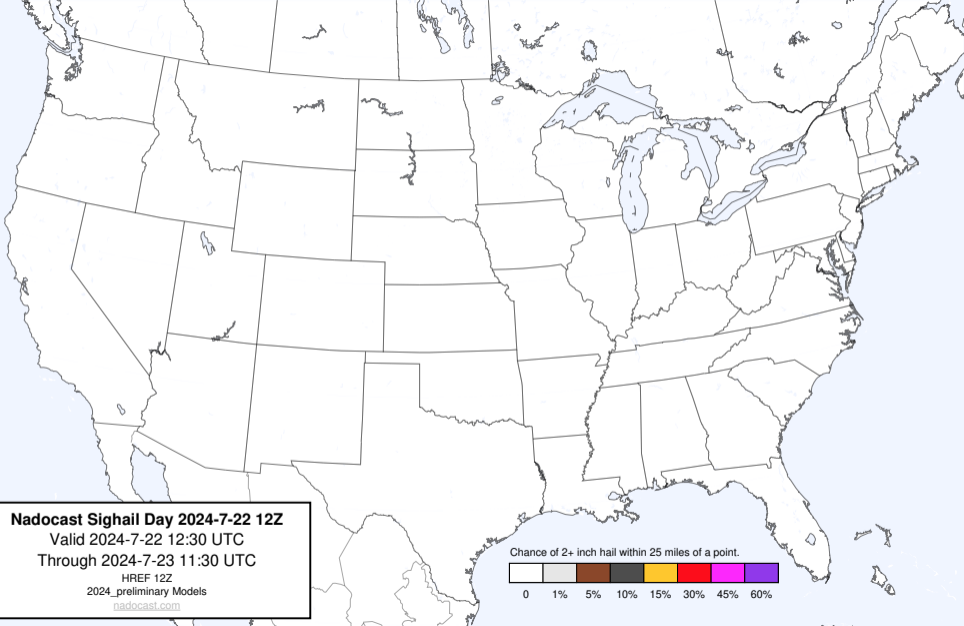 Nadocast Sighail Day 2024-7-22 12Z
Valid 2024-7-22 12:30 UTC
Through 2024-7-23 11:30 UTC
HREF 12Z
2024_preliminary Models
nadocast.com
Chance of 2+ inch hail within 25 miles of a point.
0 1% 5% 10% 15% 30% 45% 60%